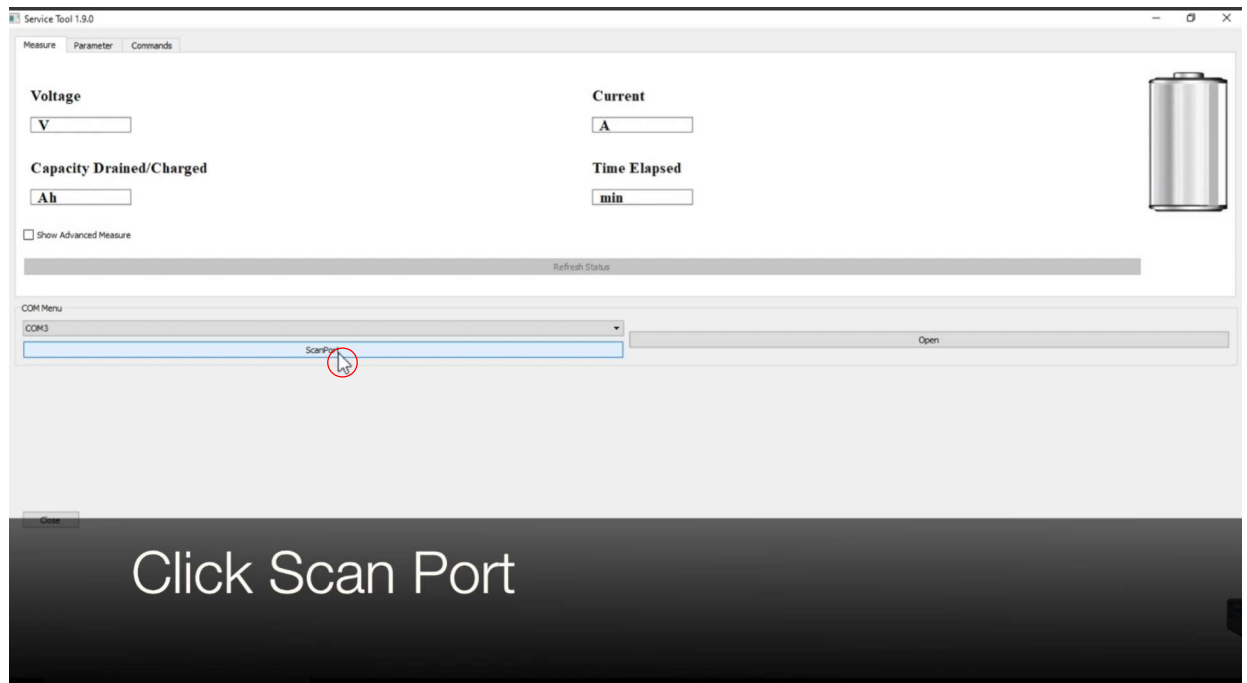 Service Tool 1.9.0
Measure Parameter Commands
Voltage
Current
V
A
Capacity Drained/Charged
Time Elapsed
Ah
min
Show Advanced Measure
Refresh Status
COM Menu
COM3
Open
ScanPort
Close
Click Scan Port